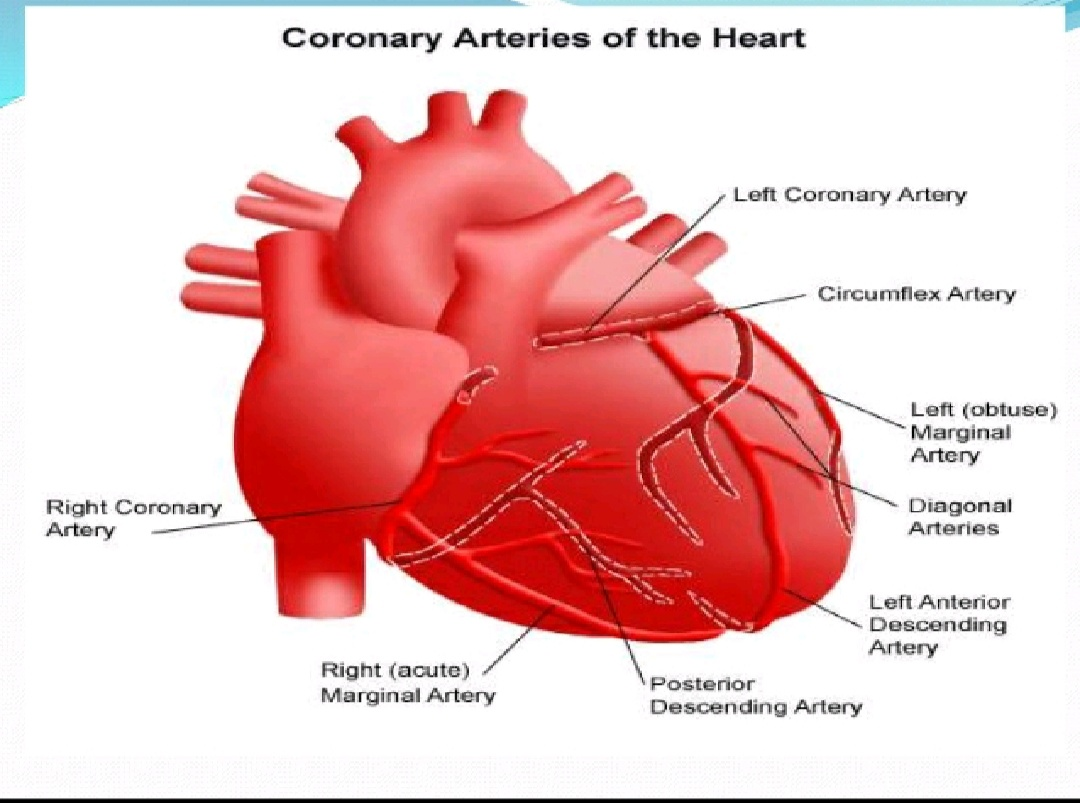 Coronary Arteries of the Heart
Left Coronary Artery
Circumflex Artery
Left (obtuse)
Marginal
Artery
Diagonal
Arteries
Right Coronary
Artery
Left Anterior
Descending
Artery
Right (acute)
Marginal Artery
Posterior
Descending Artery